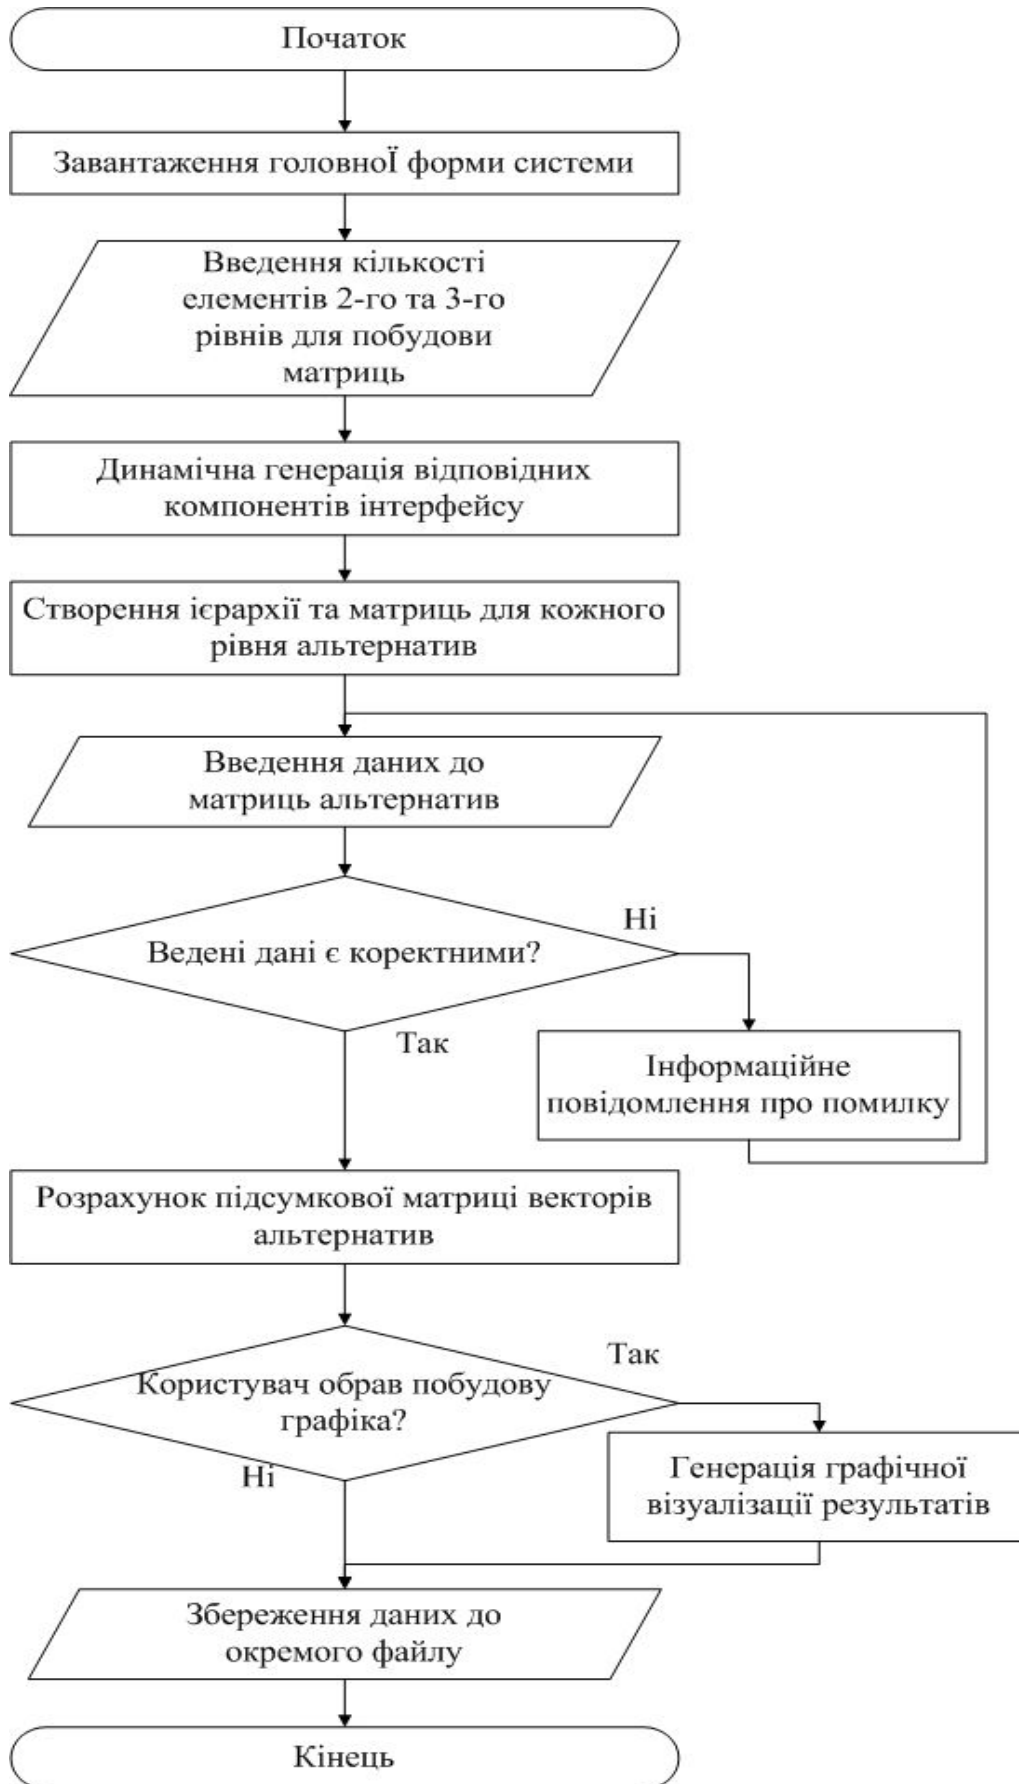 Початок
Завантаження головноЇ форми системи
Введення кількості
елементів 2-го та 3-го
рівнів для побудови
матриць
Динамічна генерація відповідних
компонентів інтерфейсу
Створення ієрархії та матриць для кожного
рівня альтернатив
Введення даних до
матриць альтернатив
Ведені дані є коректними?
Ні
Так
Інформаційне
повідомлення про помилку
Розрахунок підсумкової матриці векторів
альтернатив
Користувач обрав побудову
графіка?
Так
Ні
Генерація графічної
візуалізації результатів
Збереження даних до
окремого файлу
Кінець